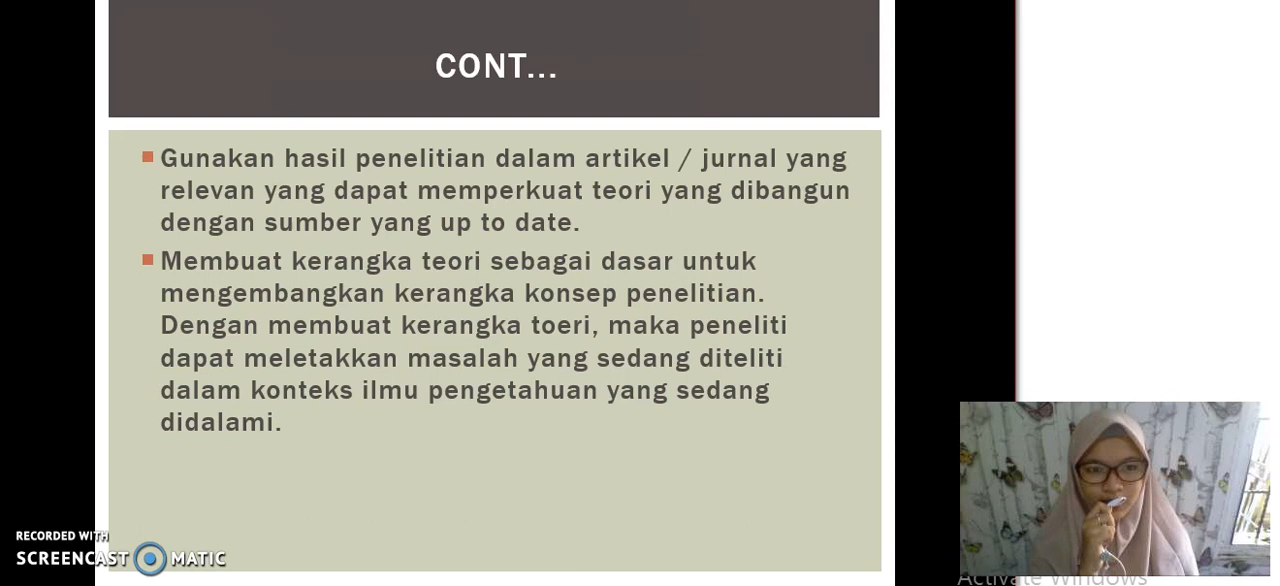 CONT...
Gunakan hasil penelitian dalam artikel / jurnal yang
relevan yang dapat memperkuat teori yang dibangun
dengan sumber yang up to date.
Membuat kerangka teori sebagai dasar untuk
mengembangkan kerangka konsep penelitian.
Dengan membuat kerangka toeri, maka peneliti
dapat meletakkan masalah yang sedang diteliti
dalam konteks ilmu pengetahuan yang sedang
didalami.
RECORDED WITH
SCREENCAST MATIC
Activate Windows